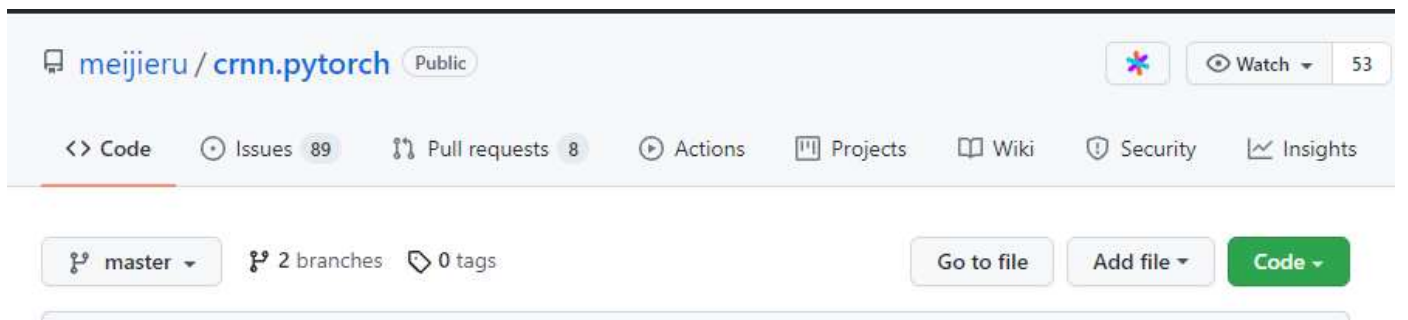 meijieru / crnn.pytorch Public Watch 53
<> Code Issues 89 Pull requests 8 Actions Projects Wiki Security Insights
master 2 branches 0 tags Go to file Add file Code